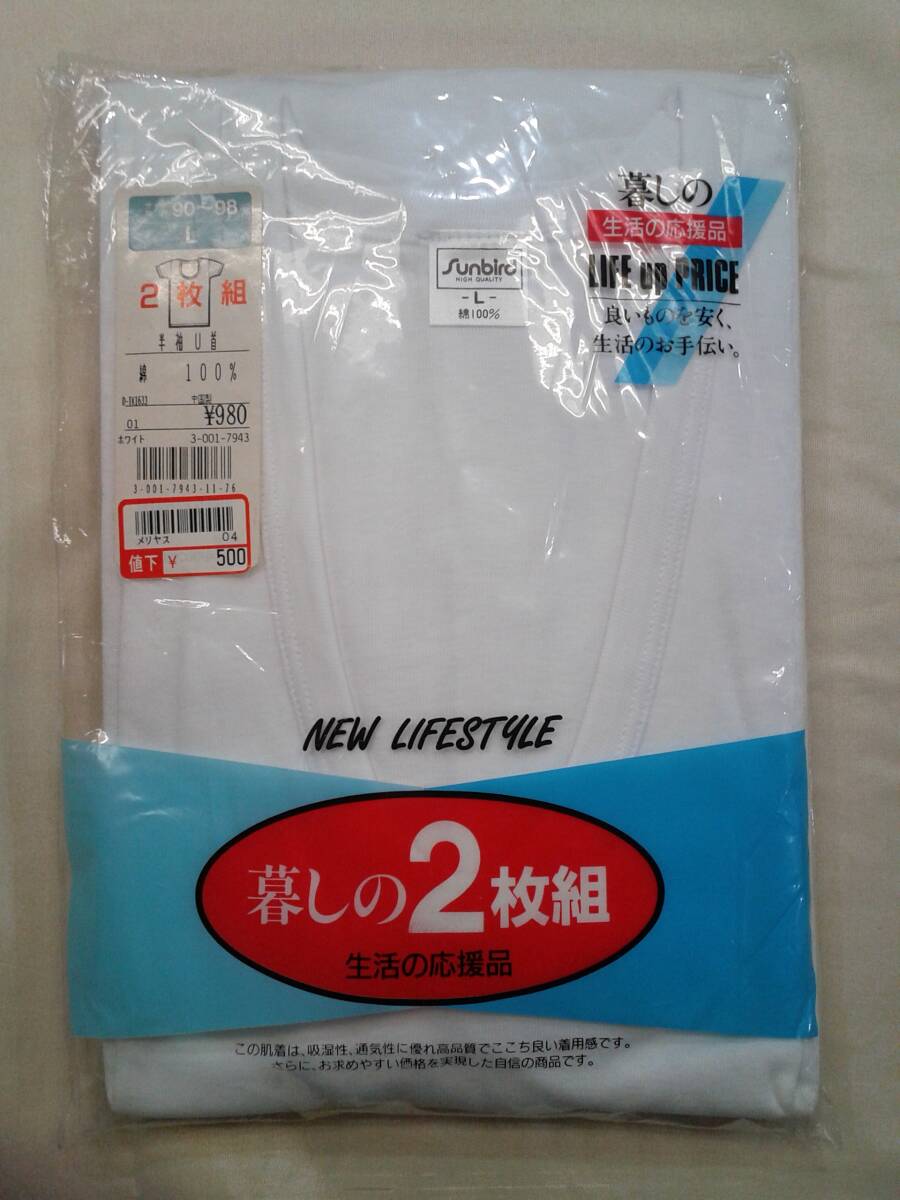 90～98
L
2枚組
半袖U首
綿 100%
中国製
01 ¥980
ホワイト 3-001-7943
3-001-7943-11-76
メリヤス 04
値下 ¥ 500
Sunbird
HIGH QUALITY
-L-
綿100%
暮しの
生活の応援品
LIFE up PRICE
良いものを安く、
生活のお手伝い。
NEW LIFESTYLE
暮しの2枚組
生活の応援品
この肌着は、吸湿性、通気性に優れ高品質でここち良い着用感です。
さらに、お求めやすい価格を実現した自信の商品です。